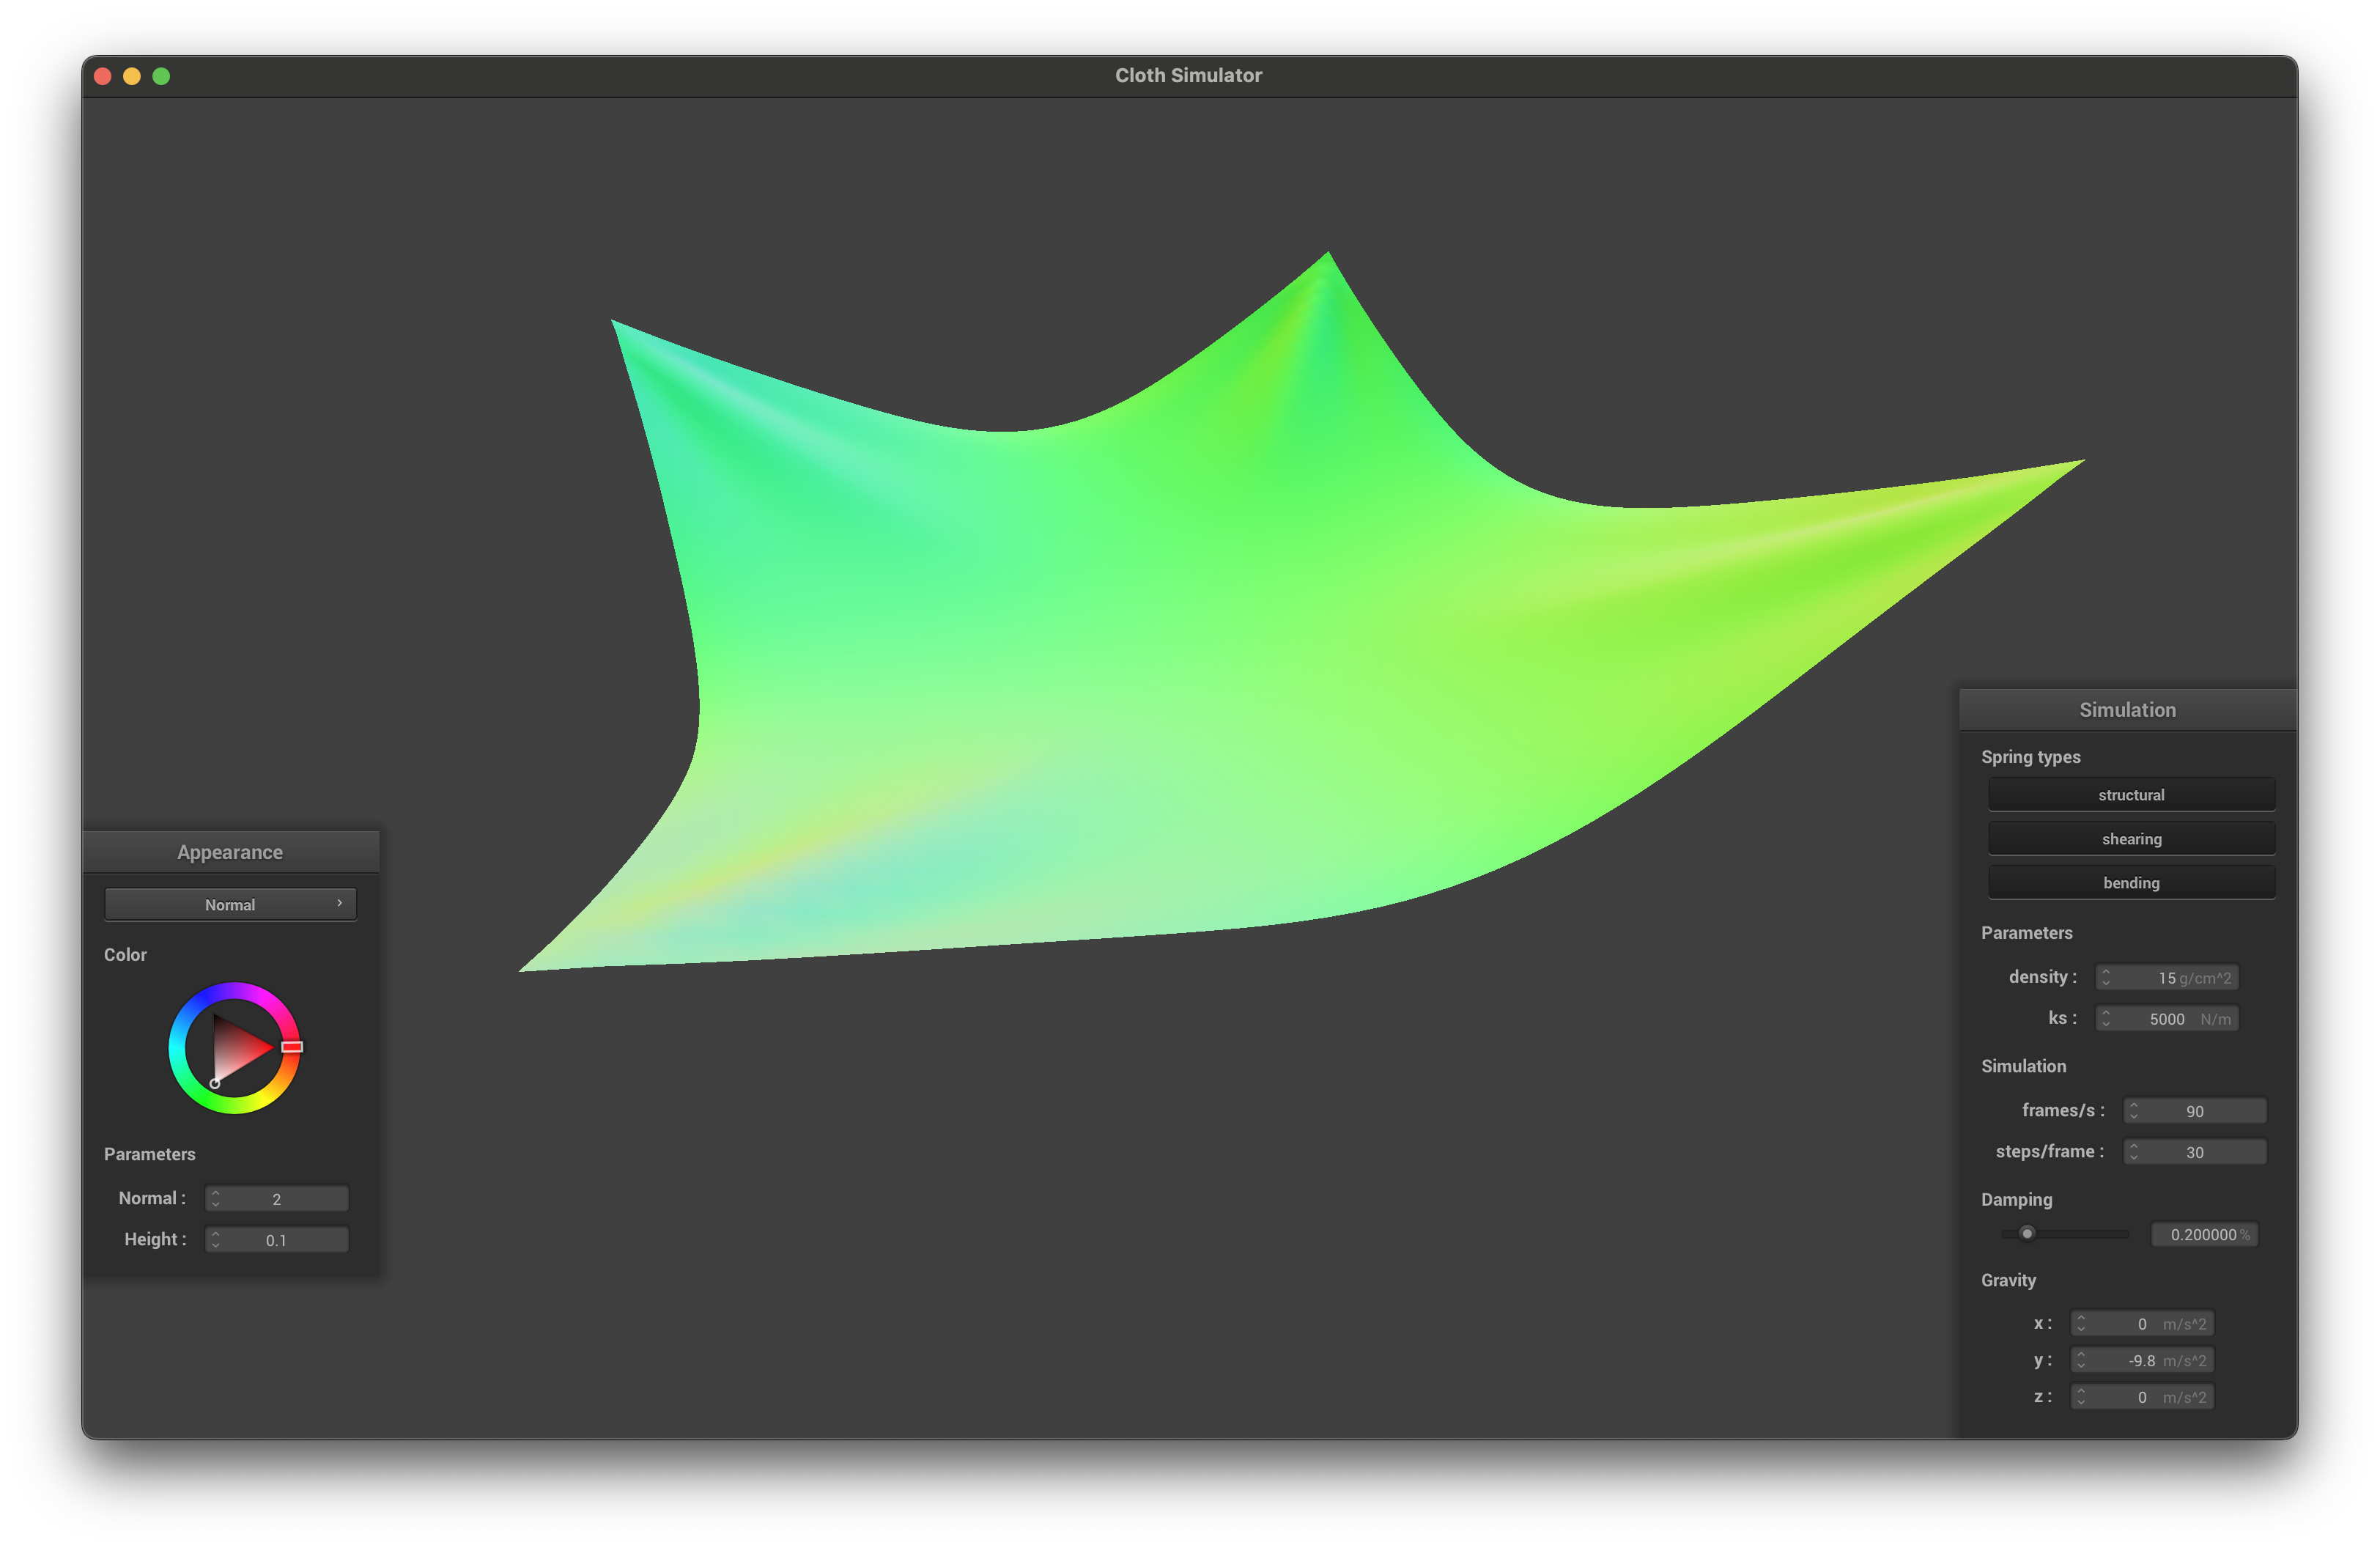 Cloth Simulator
Appearance
Normal
Color
Parameters
Normal : 2
Height : 0.1
Simulation
Spring types
structural
shearing
bending
Parameters
density : 15 g/cm^2
ks : 5000 N/m
Simulation
frames/s : 90
steps/frame : 30
Damping
0.200000 %
Gravity
x : 0 m/s^2
y : -9.8 m/s^2
z : 0 m/s^2